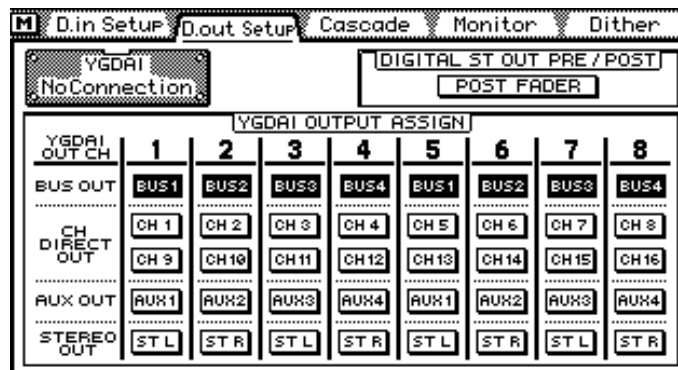 M D.in Setup D.out Setup Cascade Monitor Dither
YGDAI
NoConnection
DIGITAL ST OUT PRE/POST
POST FADER
YGDAI OUTPUT ASSIGN
YGDAI OUT CH 1 2 3 4 5 6 7 8
BUS OUT BUS1 BUS2 BUS3 BUS4 BUS1 BUS2 BUS3 BUS4
CH DIRECT OUT CH 1 CH 2 CH 3 CH 4 CH 5 CH 6 CH 7 CH 8
CH 9 CH10 CH11 CH12 CH13 CH14 CH15 CH16
AUX OUT AUX1 AUX2 AUX3 AUX4 AUX1 AUX2 AUX3 AUX4
STEREO OUT ST L ST R ST L ST R ST L ST R ST L ST R